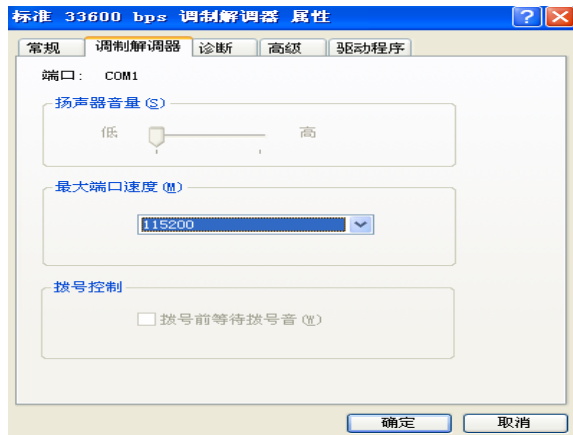 标准 33600 bps 调制解调器 属性
常规 调制解调器 诊断 高级 驱动程序
端口: COM1
扬声器音量(S)
低 高
最大端口速度(M)
115200
拨号控制
拨号前等待拨号音(W)
确定 取消